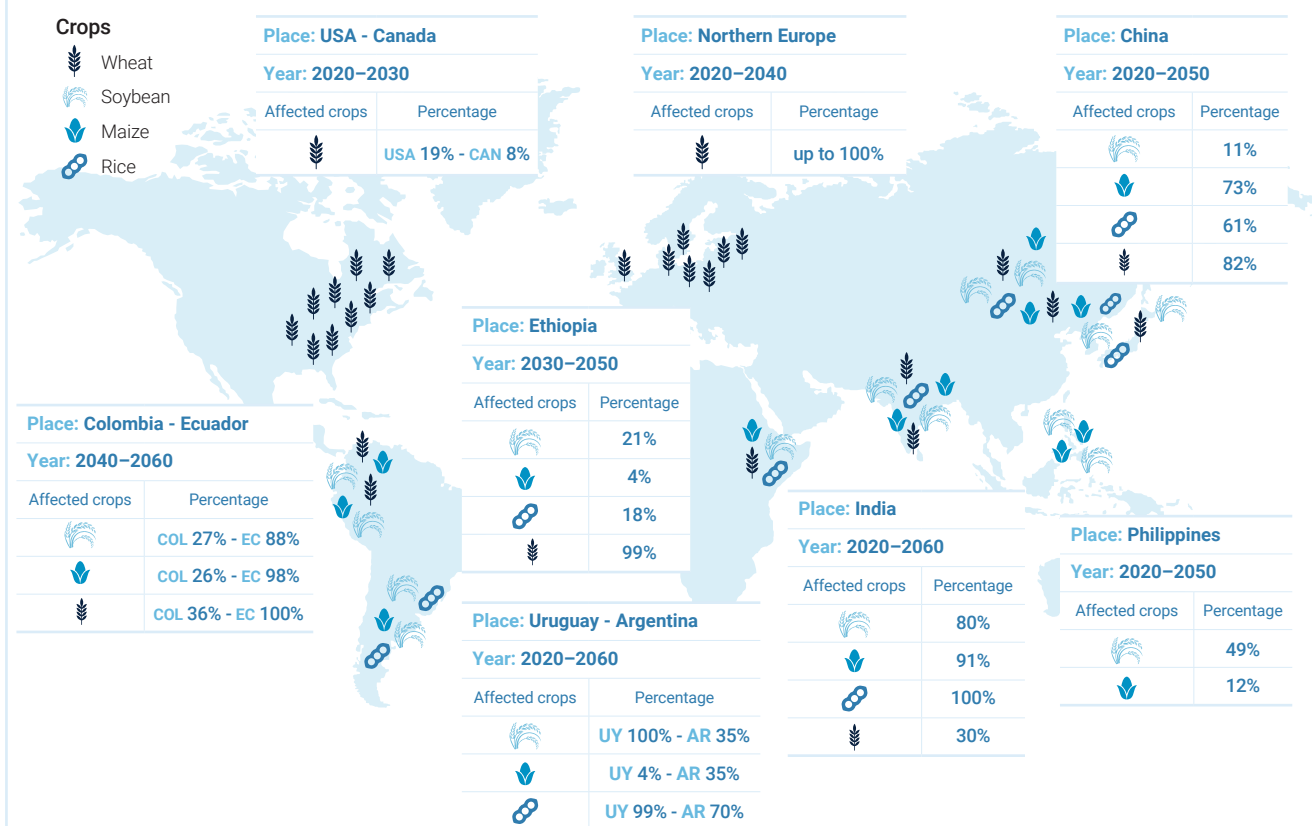 Crops
Wheat
Soybean
Maize
Rice
Place: USA - Canada
Year: 2020–2030
Affected crops Percentage
USA 19% - CAN 8%
Place: Northern Europe
Year: 2020–2040
Affected crops Percentage
up to 100%
Place: China
Year: 2020–2050
Affected crops Percentage
11%
73%
61%
82%
Place: Ethiopia
Year: 2030–2050
Affected crops Percentage
21%
4%
18%
99%
Place: Colombia - Ecuador
Year: 2040–2060
Affected crops Percentage
COL 27% - EC 88%
COL 26% - EC 98%
COL 36% - EC 100%
Place: India
Year: 2020–2060
Affected crops Percentage
80%
91%
100%
30%
Place: Philippines
Year: 2020–2050
Affected crops Percentage
49%
12%
Place: Uruguay - Argentina
Year: 2020–2060
Affected crops Percentage
UY 100% - AR 35%
UY 4% - AR 35%
UY 99% - AR 70%